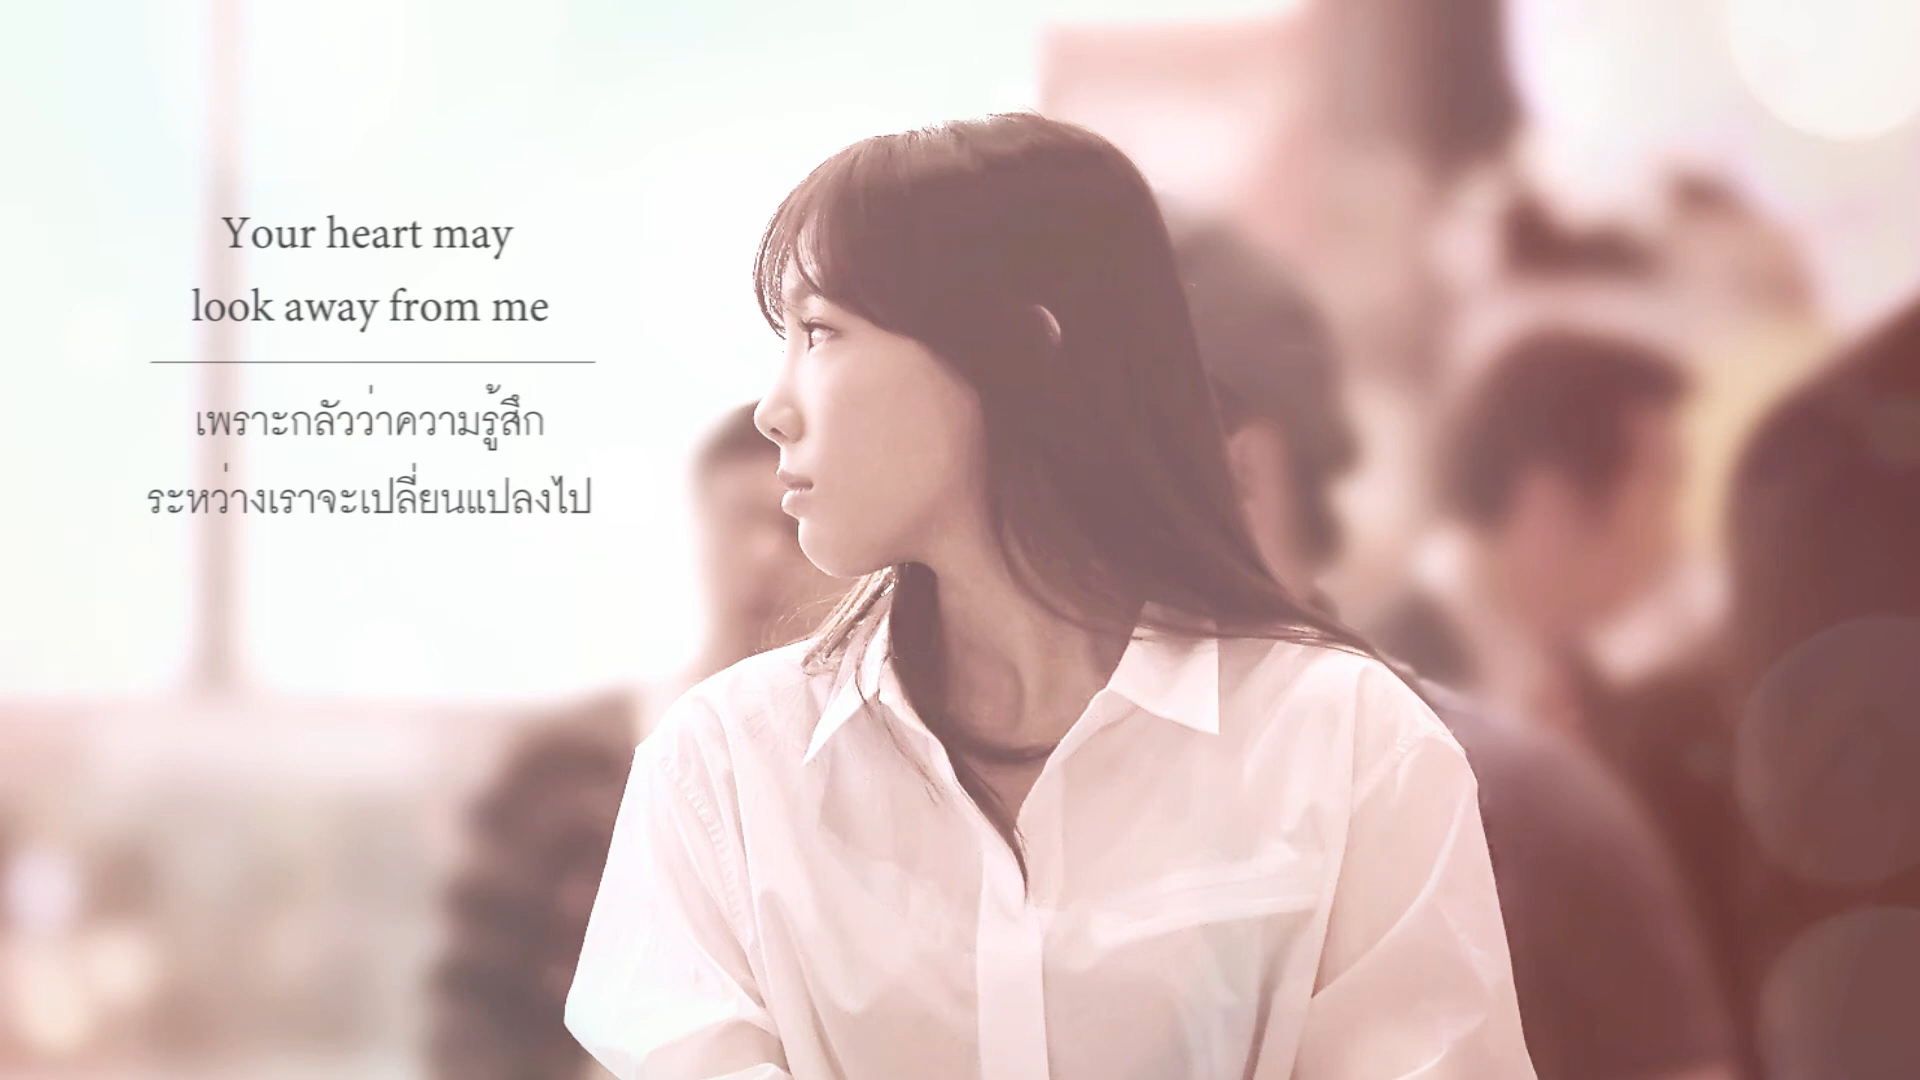 Your heart may
look away from me
เพราะกลัวว่าความรู้สึก
ระหว่างเราจะเปลี่ยนแปลงไป